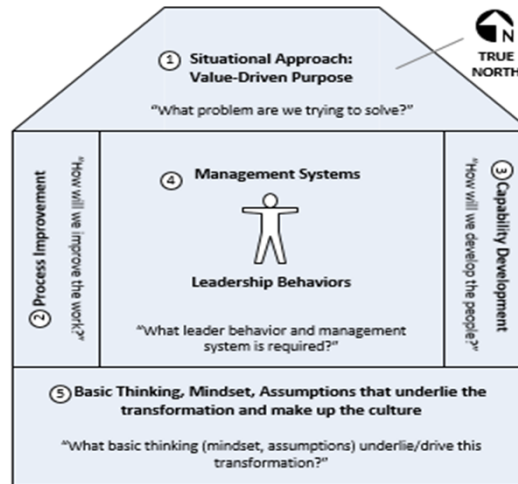 ① Situational Approach:
Value-Driven Purpose
"What problem are we trying to solve?"
N
TRUE
NORTH
② Process Improvement
"How will we improve the work?"
④ Management Systems
Leadership Behaviors
"What leader behavior and management
system is required?"
③ Capability Development
"How will we develop the people?"
⑤ Basic Thinking, Mindset, Assumptions that underlie the
transformation and make up the culture
"What basic thinking (mindset, assumptions) underlie/drive this
transformation?"